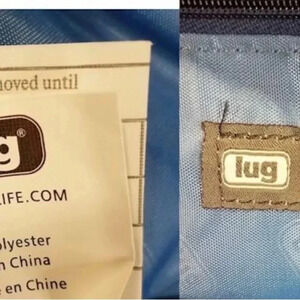 moved until
g®
LIFE.COM
olyester
n China
e en Chine
lug